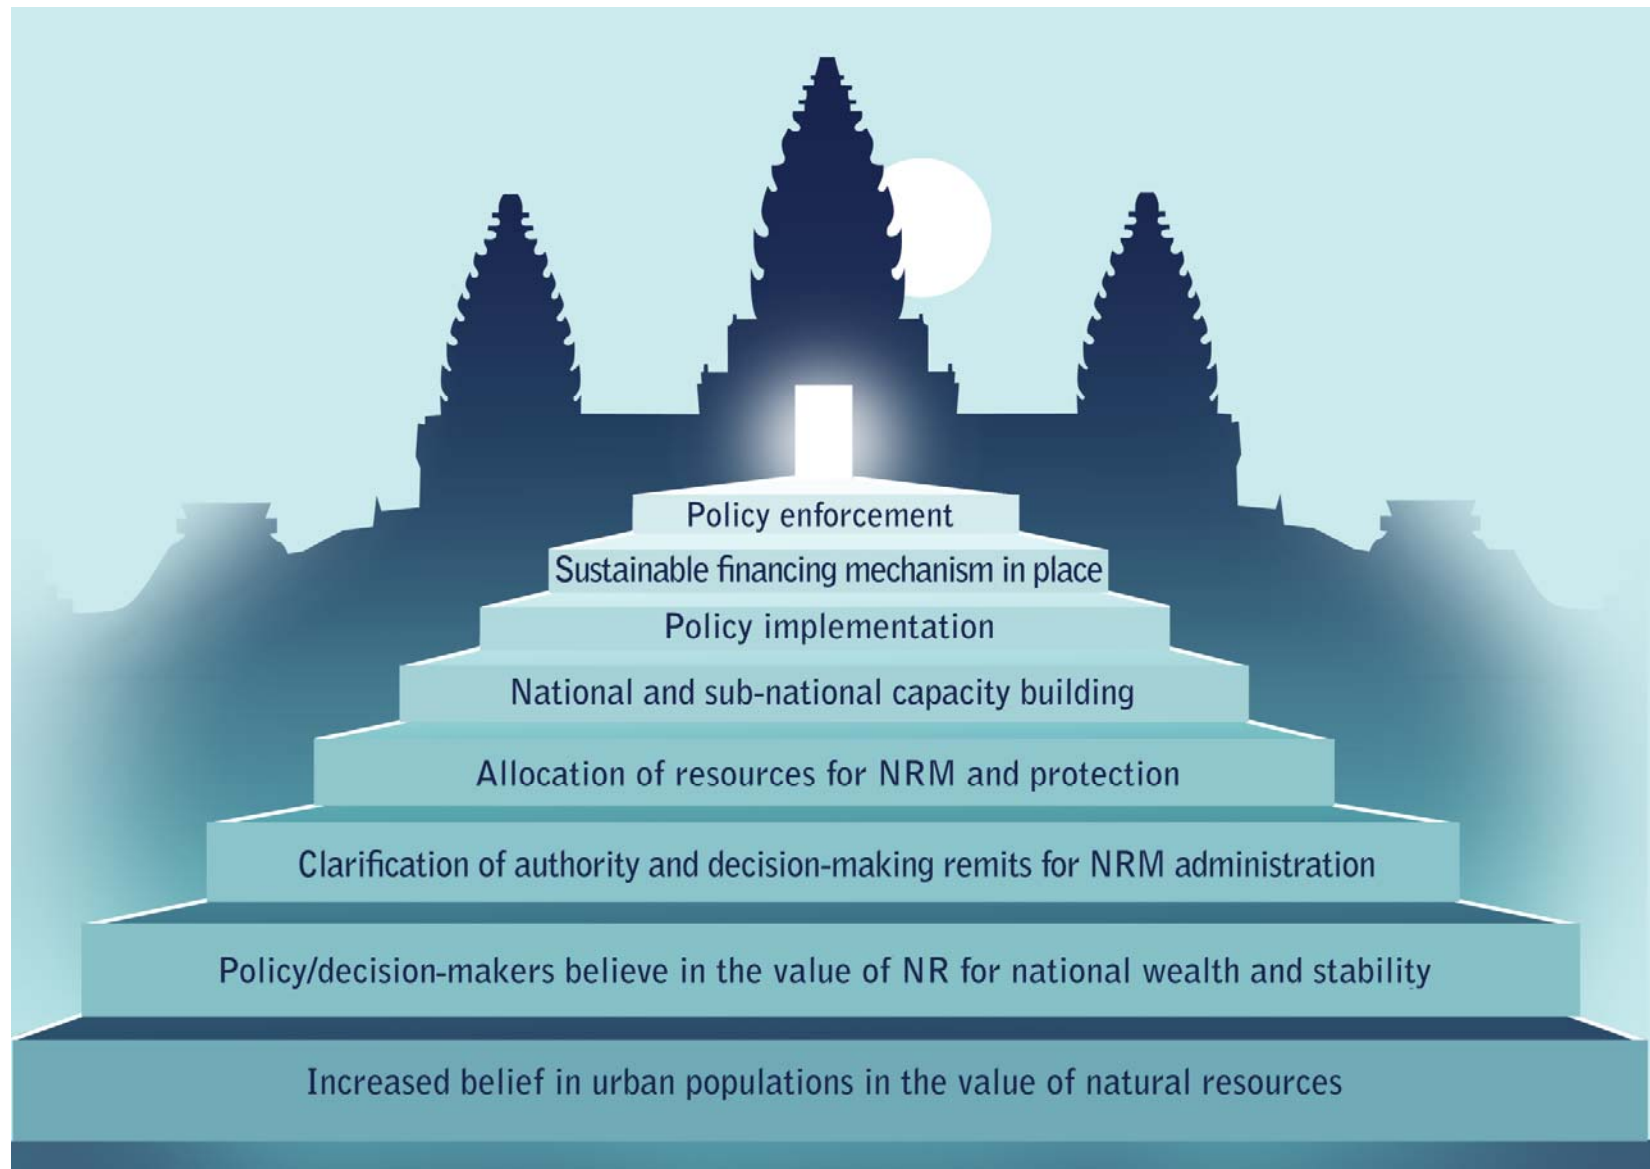 Policy enforcement
Sustainable financing mechanism in place
Policy implementation
National and sub-national capacity building
Allocation of resources for NRM and protection
Clarification of authority and decision-making remits for NRM administration
Policy/decision-makers believe in the value of NR for national wealth and stability
Increased belief in urban populations in the value of natural resources